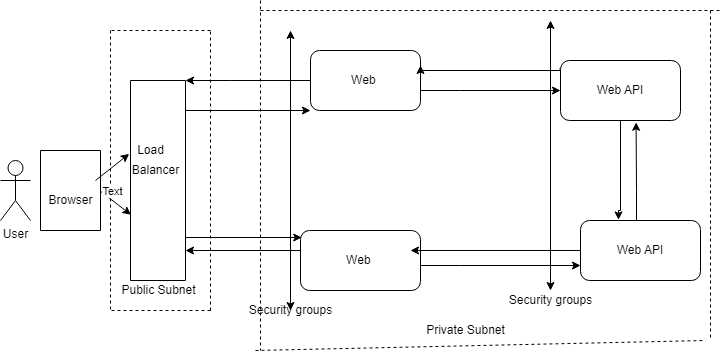 Web
Web API
Load
Balancer
Browser
Text
User
Web
Web API
Public Subnet
Security groups
Security groups
Private Subnet